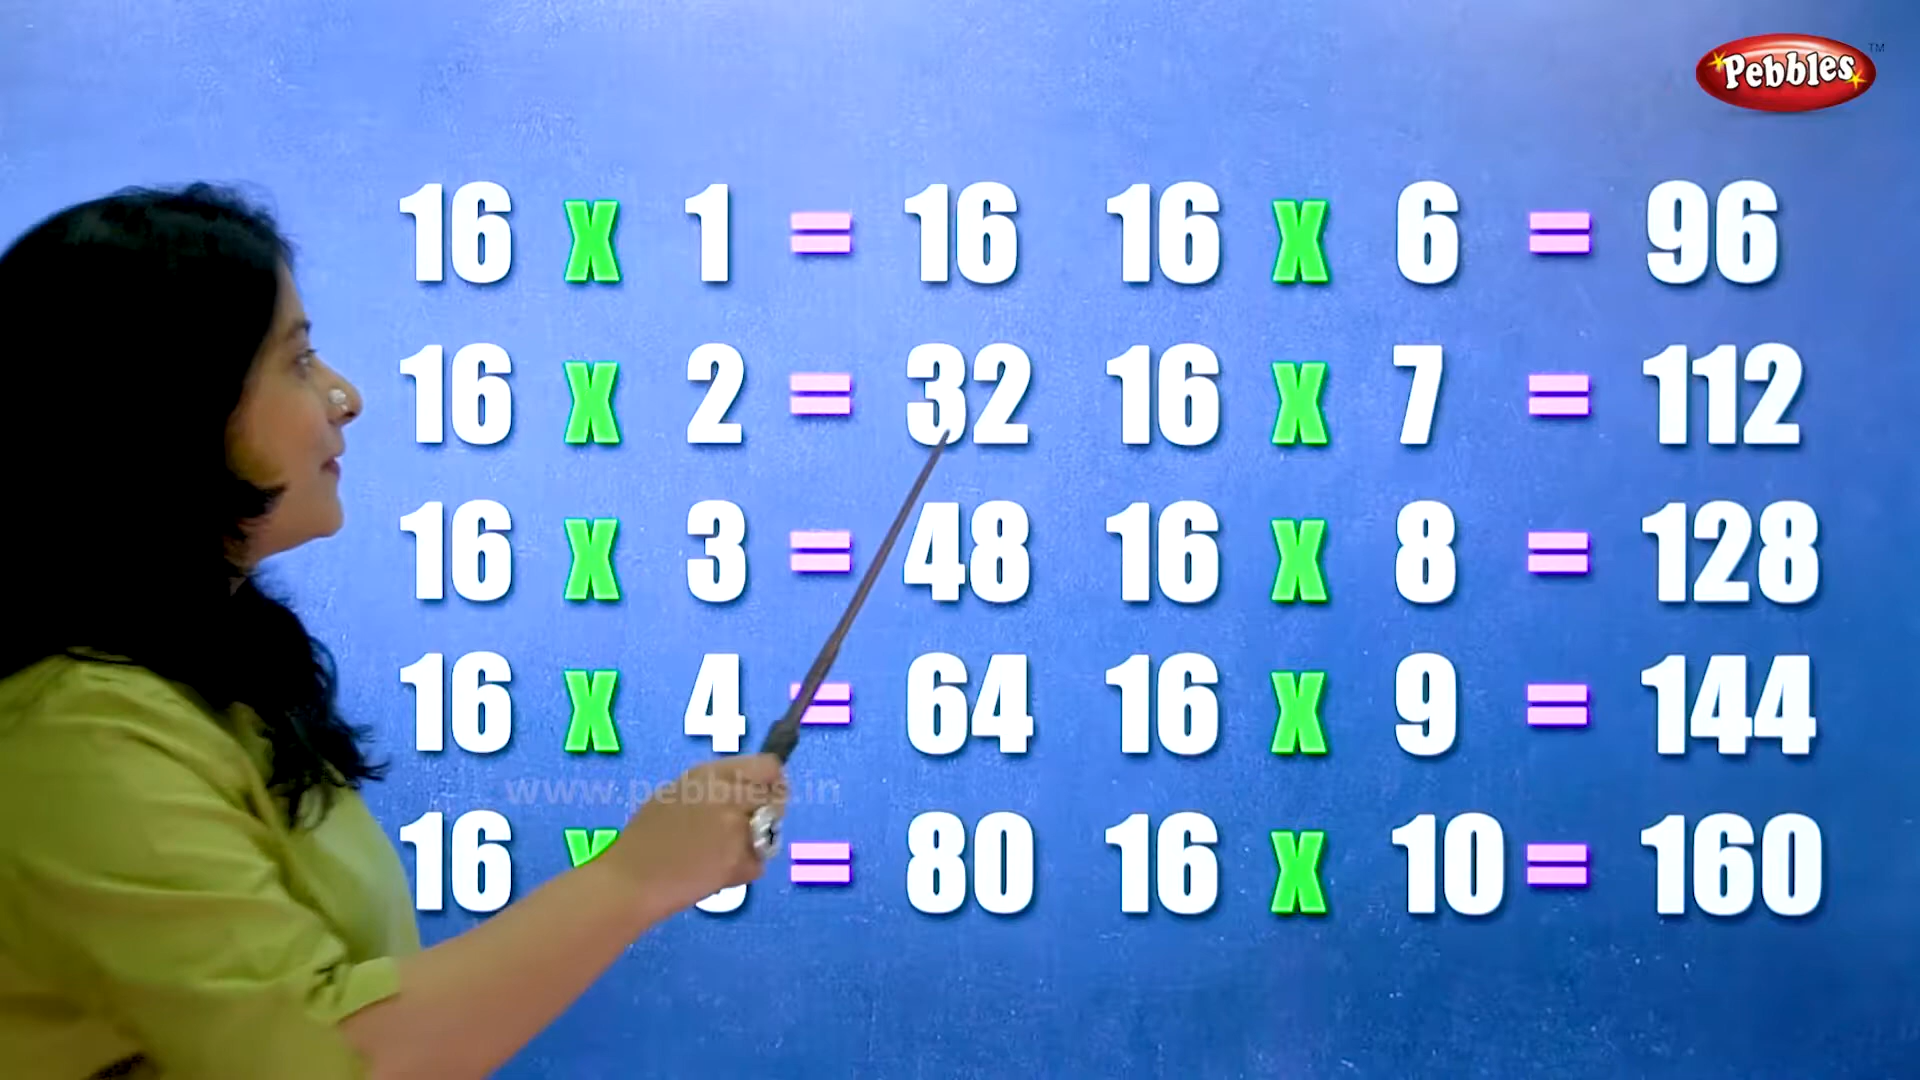 Pebbles TM
16 x 1 = 16
16 x 2 = 32
16 x 3 = 48
16 x 4 = 64
www.pebbles.in
16 x = 80
16 x 6 = 96
16 x 7 = 112
16 x 8 = 128
16 x 9 = 144
16 x 10 = 160